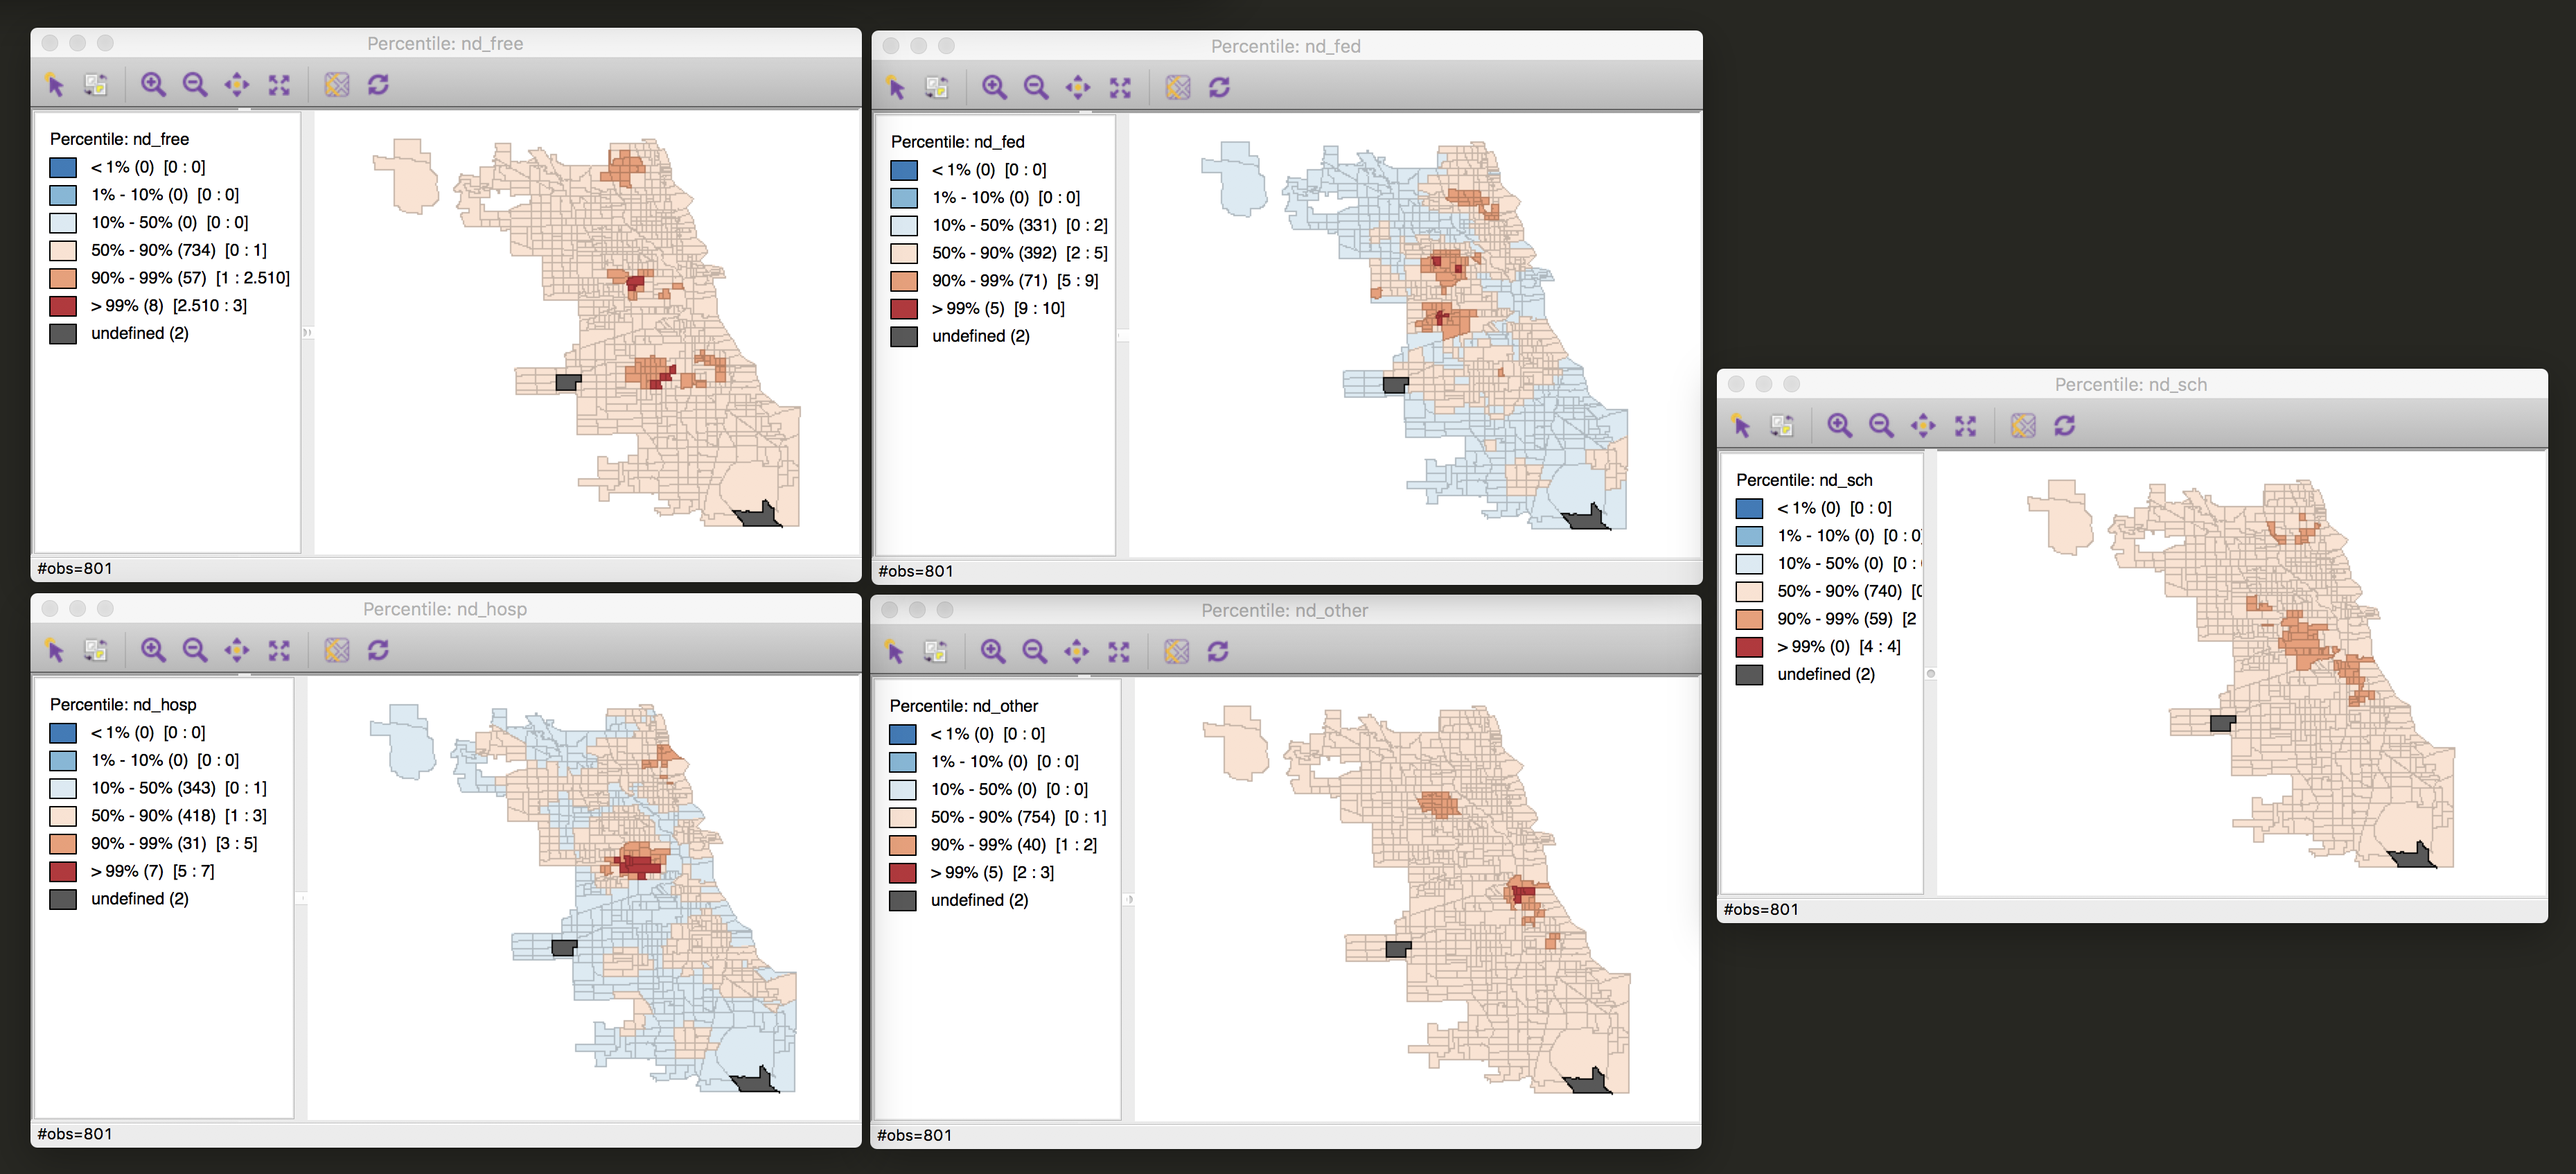 Percentile: nd_free
Percentile: nd_free
< 1% (0) [0 : 0]
1% - 10% (0) [0 : 0]
10% - 50% (0) [0 : 0]
50% - 90% (734) [0 : 1]
90% - 99% (57) [1 : 2.510]
> 99% (8) [2.510 : 3]
undefined (2)
#obs=801
Percentile: nd_fed
Percentile: nd_fed
< 1% (0) [0 : 0]
1% - 10% (0) [0 : 0]
10% - 50% (331) [0 : 2]
50% - 90% (392) [2 : 5]
90% - 99% (71) [5 : 9]
> 99% (5) [9 : 10]
undefined (2)
#obs=801
Percentile: nd_sch
Percentile: nd_sch
< 1% (0) [0 : 0]
1% - 10% (0) [0 : 0]
10% - 50% (0) [0 :
50% - 90% (740) [0
90% - 99% (59) [2
> 99% (0) [4 : 4]
undefined (2)
#obs=801
Percentile: nd_hosp
Percentile: nd_hosp
< 1% (0) [0 : 0]
1% - 10% (0) [0 : 0]
10% - 50% (343) [0 : 1]
50% - 90% (418) [1 : 3]
90% - 99% (31) [3 : 5]
> 99% (7) [5 : 7]
undefined (2)
#obs=801
Percentile: nd_other
Percentile: nd_other
< 1% (0) [0 : 0]
1% - 10% (0) [0 : 0]
10% - 50% (0) [0 : 0]
50% - 90% (754) [0 : 1]
90% - 99% (40) [1 : 2]
> 99% (5) [2 : 3]
undefined (2)
#obs=801